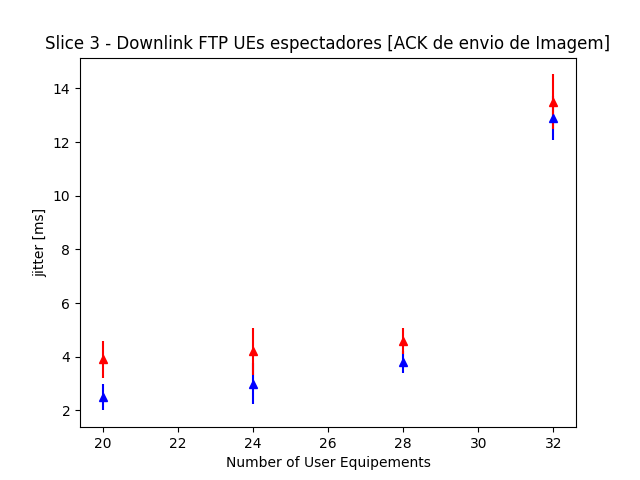 Slice 3 - Downlink FTP UEs espectadores [ACK de envio de Imagem]
14
12
10
8
6
4
2
jitter [ms]
20 22 24 26 28 30 32
Number of User Equipements